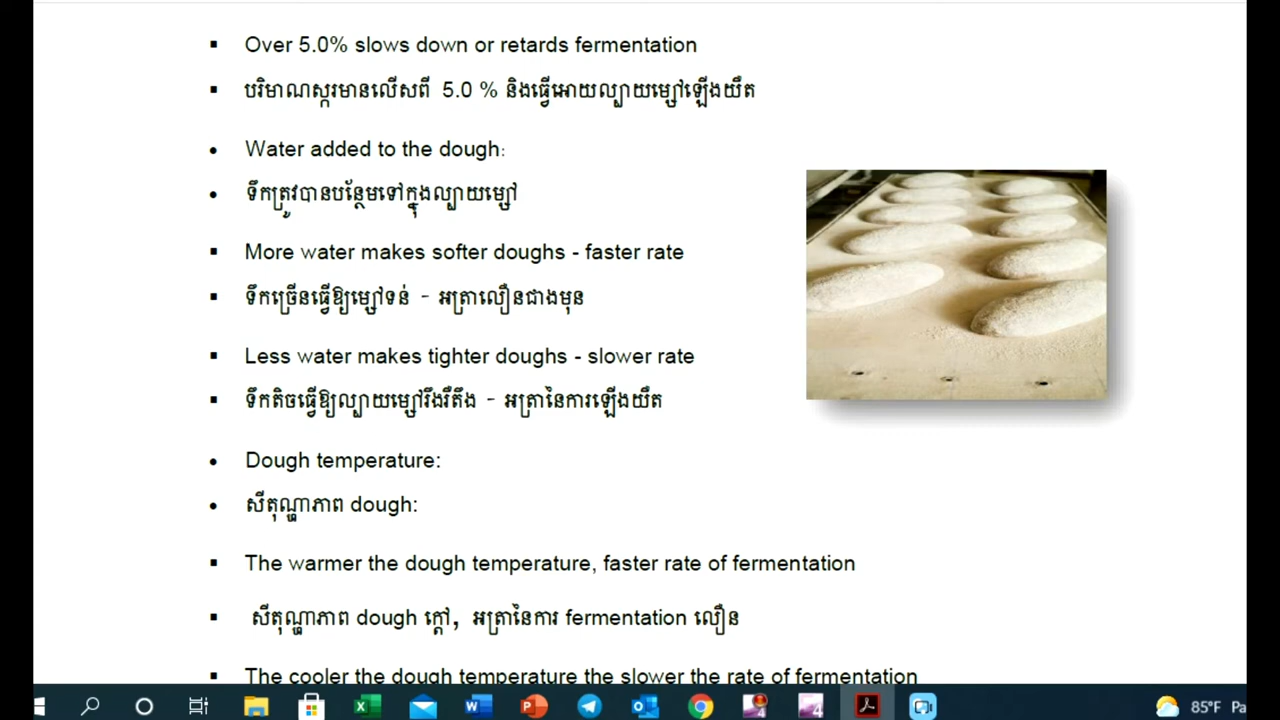 Over 5.0% slows down or retards fermentation
បរិមាណស្ករមានលើសពី 5.0 % និងធ្វើអោយល្បាយម្សៅឡើងយឺត
Water added to the dough:
ទឹកត្រូវបានបន្ថែមទៅក្នុងល្បាយម្សៅ
More water makes softer doughs - faster rate
ទឹកច្រើនធ្វើឱ្យម្សៅទន់ - អត្រាលឿនជាងមុន
Less water makes tighter doughs - slower rate
ទឹកតិចធ្វើឱ្យល្បាយម្សៅរឹងរឺតឹង - អត្រានៃការឡើងយឺត
Dough temperature:
សីតុណ្ហាភាព dough:
The warmer the dough temperature, faster rate of fermentation
សីតុណ្ហាភាព dough ក្តៅ, អត្រានៃការ fermentation លឿន
The cooler the dough temperature the slower the rate of fermentation
85°F Pa